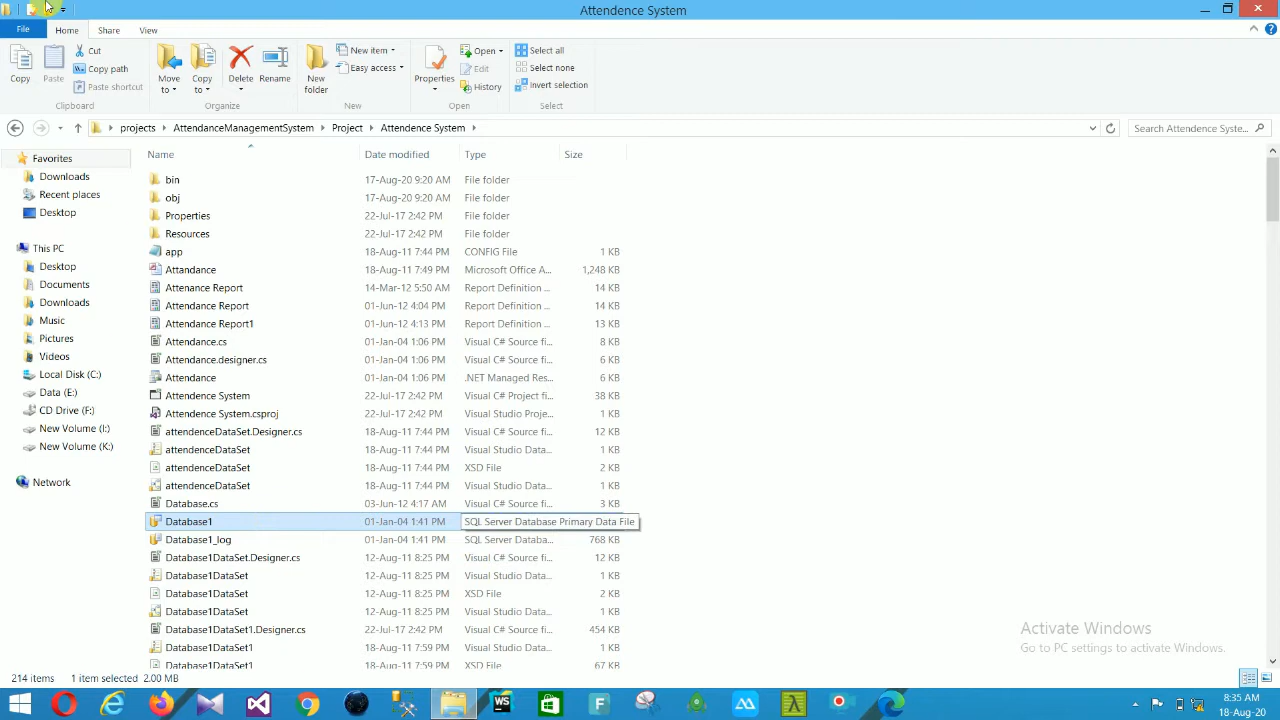 Attendence System
File Home Share View
Copy Paste Cut Copy path Paste shortcut
Clipboard
Move to Copy to Delete Rename
Organize
New folder New item Easy access
New
Properties Open Edit History
Open
Select all Select none Invert selection
Select
projects AttendanceManagementSystem Project Attendence System
Search Attendence Syste...
Favorites
Downloads
Recent places
Desktop
This PC
Desktop
Documents
Downloads
Music
Pictures
Videos
Local Disk (C:)
Data (E:)
CD Drive (F:)
New Volume (I:)
New Volume (K:)
Network
Name Date modified Type Size
bin 17-Aug-20 9:20 AM File folder
obj 17-Aug-20 9:20 AM File folder
Properties 22-Jul-17 2:42 PM File folder
Resources 22-Jul-17 2:42 PM File folder
app 18-Aug-11 7:44 PM CONFIG File 1 KB
Attandance 18-Aug-11 7:49 PM Microsoft Office A... 1,248 KB
Attenance Report 14-Mar-12 5:50 AM Report Definition ... 14 KB
Attendance Report 01-Jun-12 4:04 PM Report Definition ... 14 KB
Attendance Report1 01-Jun-12 4:13 PM Report Definition ... 13 KB
Attendance.cs 01-Jan-04 1:06 PM Visual C# Source fi... 8 KB
Attendance.designer.cs 01-Jan-04 1:06 PM Visual C# Source fi... 6 KB
Attendance 01-Jan-04 1:06 PM .NET Managed Res... 6 KB
Attendence System 22-Jul-17 2:42 PM Visual C# Project fi... 38 KB
Attendence System.csproj 22-Jul-17 2:42 PM Visual Studio Proje... 1 KB
attendenceDataSet.Designer.cs 18-Aug-11 7:44 PM Visual C# Source fi... 12 KB
attendenceDataSet 18-Aug-11 7:44 PM Visual Studio Data... 1 KB
attendenceDataSet 18-Aug-11 7:44 PM XSD File 2 KB
attendenceDataSet 18-Aug-11 7:44 PM Visual Studio Data... 1 KB
Database.cs 03-Jun-12 4:17 AM Visual C# Source fi... 3 KB
Database1 01-Jan-04 1:41 PM SQL Server Database Primary Data File
Database1_log 01-Jan-04 1:41 PM SQL Server Databa... 768 KB
Database1DataSet.Designer.cs 12-Aug-11 8:25 PM Visual C# Source fi... 12 KB
Database1DataSet 12-Aug-11 8:25 PM Visual Studio Data... 1 KB
Database1DataSet 12-Aug-11 8:25 PM XSD File 2 KB
Database1DataSet 12-Aug-11 8:25 PM Visual Studio Data... 1 KB
Database1DataSet1.Designer.cs 22-Jul-17 2:42 PM Visual C# Source fi... 454 KB
Database1DataSet1 18-Aug-11 7:59 PM Visual Studio Data... 1 KB
Database1DataSet1 18-Aug-11 7:59 PM XSD File 67 KB
Activate Windows
Go to PC settings to activate Windows.
214 items 1 item selected 2.00 MB
WS F
8:35 AM
18-Aug-20